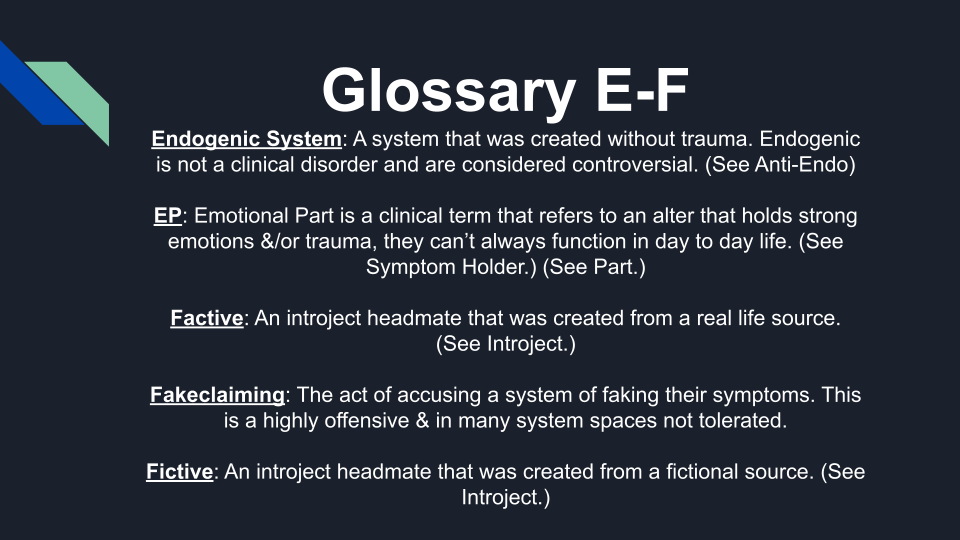 Glossary E-F
Endogenic System: A system that was created without trauma. Endogenic
is not a clinical disorder and are considered controversial. (See Anti-Endo)
EP: Emotional Part is a clinical term that refers to an alter that holds strong
emotions &/or trauma, they can’t always function in day to day life. (See
Symptom Holder.) (See Part.)
Factive: An introject headmate that was created from a real life source.
(See Introject.)
Fakeclaiming: The act of accusing a system of faking their symptoms. This
is a highly offensive & in many system spaces not tolerated.
Fictive: An introject headmate that was created from a fictional source. (See
Introject.)